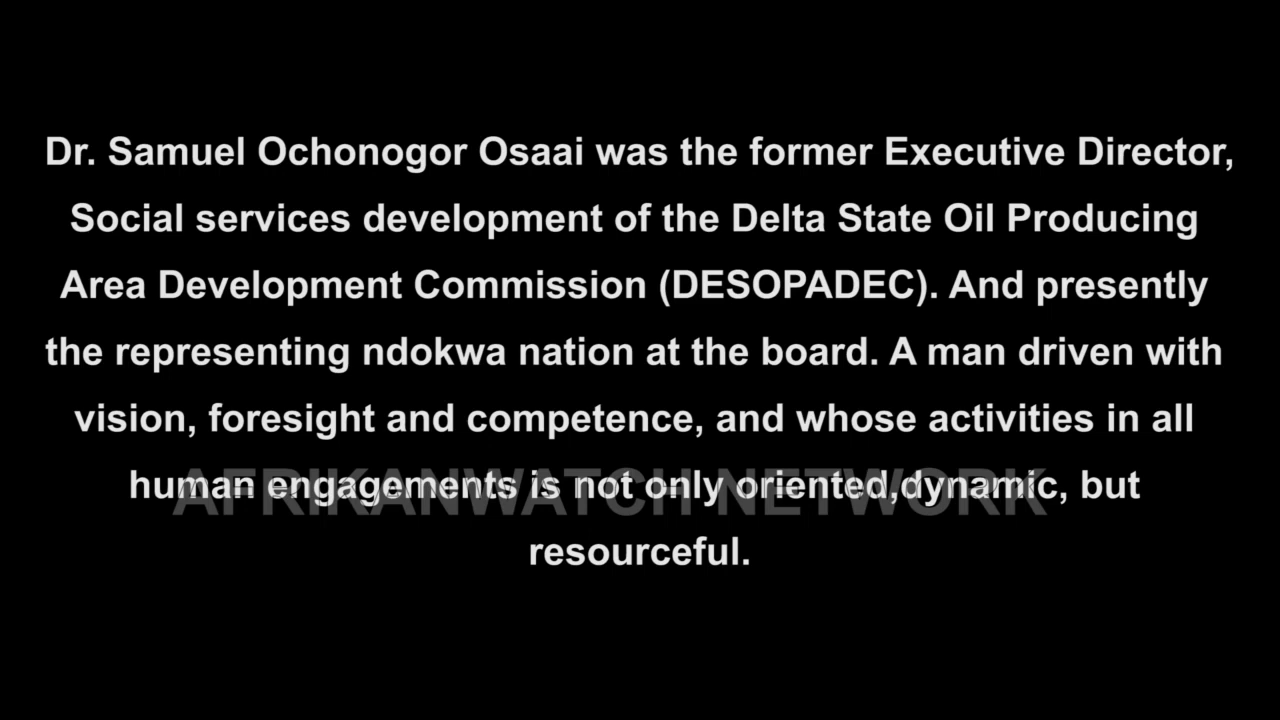 Dr. Samuel Ochonogor Osaai was the former Executive Director,
Social services development of the Delta State Oil Producing
Area Development Commission (DESOPADEC). And presently
the representing ndokwa nation at the board. A man driven with
vision, foresight and competence, and whose activities in all
human engagements is not only oriented,dynamic, but
AFRIKANWATCH NETWORK
resourceful.